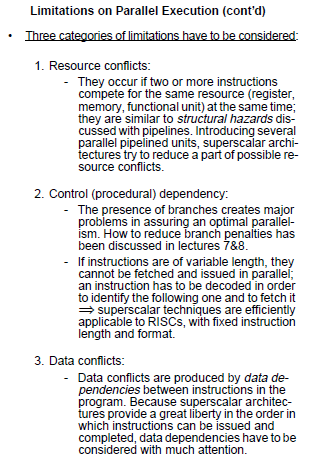 Limitations on Parallel Execution (cont'd)
• Three categories of limitations have to be considered:
1. Resource conflicts:
- They occur if two or more instructions
compete for the same resource (register,
memory, functional unit) at the same time;
they are similar to structural hazards dis-
cussed with pipelines. Introducing several
parallel pipelined units, superscalar archi-
tectures try to reduce a part of possible re-
source conflicts.
2. Control (procedural) dependency:
- The presence of branches creates major
problems in assuring an optimal parallel-
ism. How to reduce branch penalties has
been discussed in lectures 7&8.
- If instructions are of variable length, they
cannot be fetched and issued in parallel;
an instruction has to be decoded in order
to identify the following one and to fetch it
⟹ superscalar techniques are efficiently
applicable to RISCs, with fixed instruction
length and format.
3. Data conflicts:
- Data conflicts are produced by data de-
pendencies between instructions in the
program. Because superscalar architec-
tures provide a great liberty in the order in
which instructions can be issued and
completed, data dependencies have to be
considered with much attention.